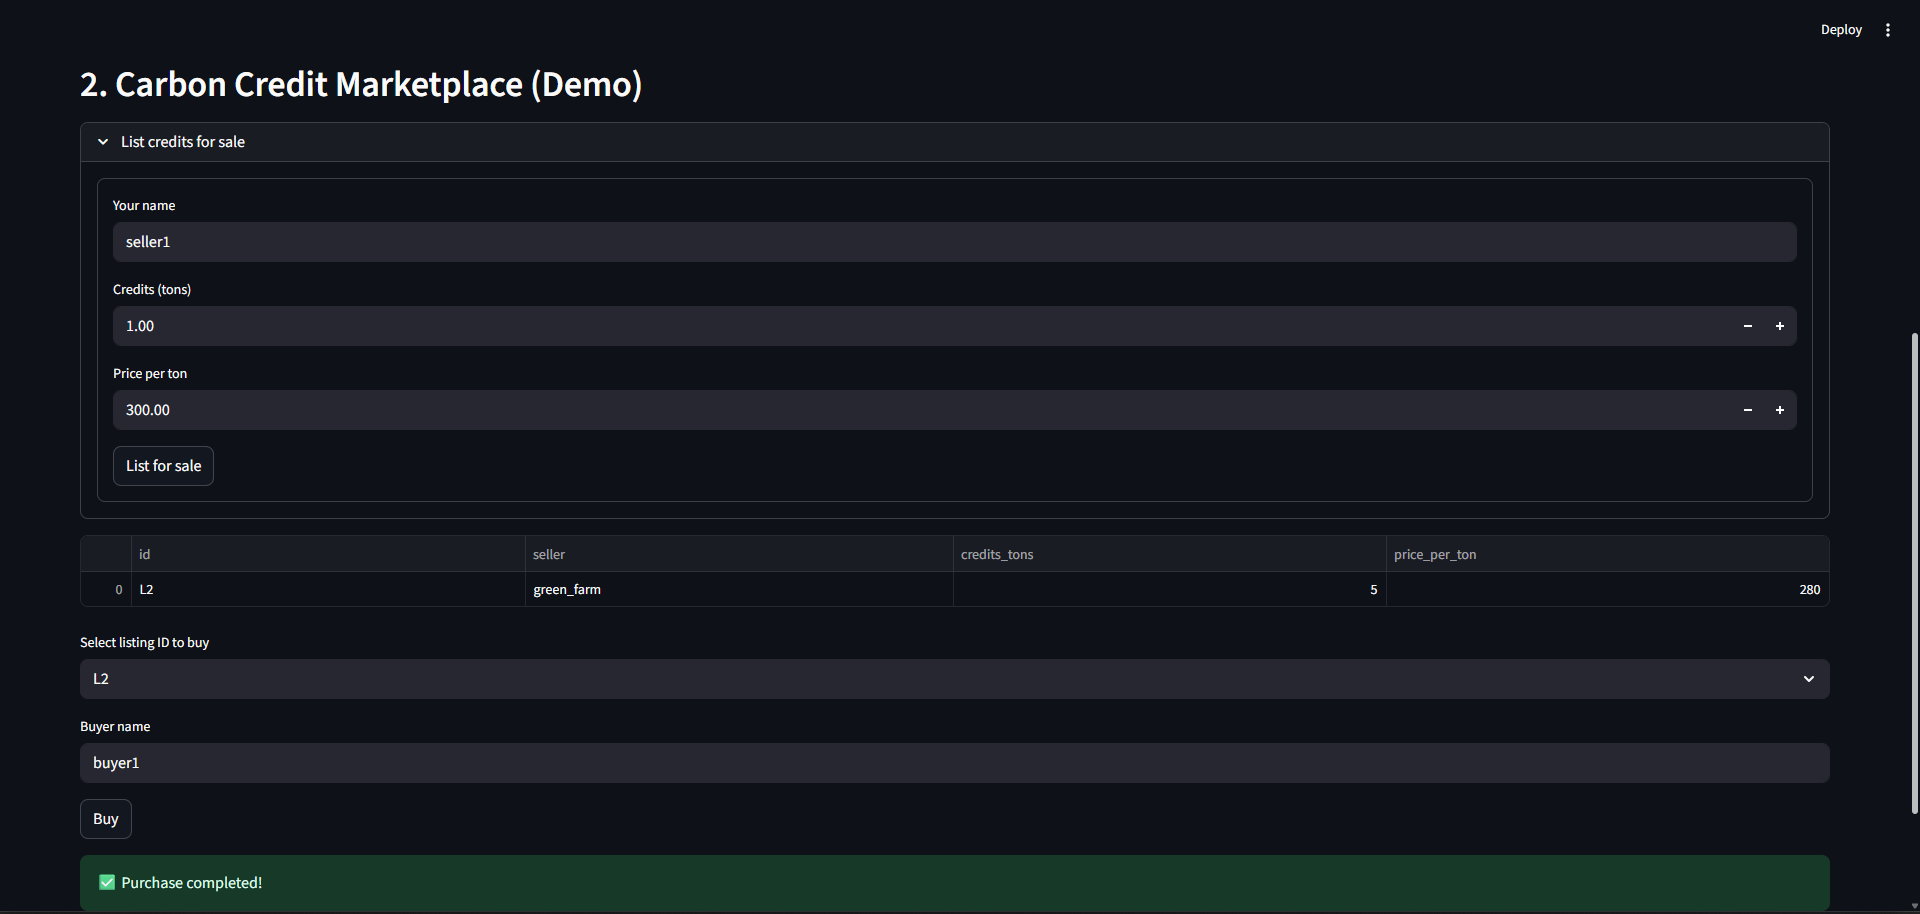 Deploy
2. Carbon Credit Marketplace (Demo)
List credits for sale
Your name
seller1
Credits (tons)
1.00
Price per ton
300.00
List for sale
id seller credits_tons price_per_ton
0 L2 green_farm 5 280
Select listing ID to buy
L2
Buyer name
buyer1
Buy
✅ Purchase completed!